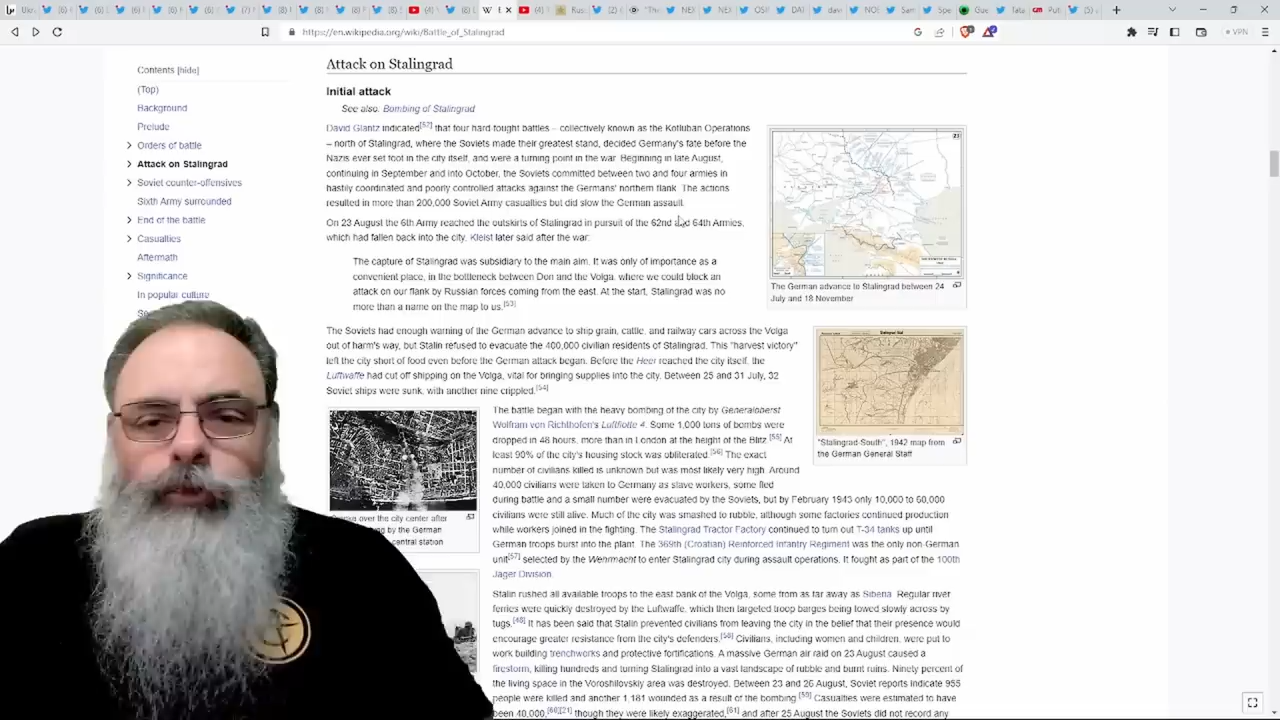 https://en.wikipedia.org/wiki/Battle_of_Stalingrad
VPN
Contents [hide]
(Top)
Background
Prelude
Orders of battle
Attack on Stalingrad
Soviet counter-offensives
Sixth Army surrounded
End of the battle
Casualties
Aftermath
Significance
In popular culture
Attack on Stalingrad
Initial attack
See also: Bombing of Stalingrad
David Glantz indicated[52] that four hard-fought battles – collectively known as the Kotluban Operations
– north of Stalingrad, where the Soviets made their greatest stand, decided Germany's fate before the
Nazis ever set foot in the city itself, and were a turning point in the war. Beginning in late August,
continuing in September and into October, the Soviets committed between two and four armies in
hastily coordinated and poorly controlled attacks against the Germans' northern flank. The actions
resulted in more than 200,000 Soviet Army casualties but did slow the German assault.
On 23 August the 6th Army reached the outskirts of Stalingrad in pursuit of the 62nd and 64th Armies,
which had fallen back into the city. Kleist later said after the war:
The capture of Stalingrad was subsidiary to the main aim. It was only of importance as a
convenient place, in the bottleneck between Don and the Volga, where we could block an
attack on our flank by Russian forces coming from the east. At the start, Stalingrad was no
more than a name on the map to us.[53]
The German advance to Stalingrad between 24
July and 18 November
The Soviets had enough warning of the German advance to ship grain, cattle, and railway cars across the Volga
out of harm's way, but Stalin refused to evacuate the 400,000 civilian residents of Stalingrad. This "harvest victory"
left the city short of food even before the German attack began. Before the Heer reached the city itself, the
Luftwaffe had cut off shipping on the Volga, vital for bringing supplies into the city. Between 25 and 31 July, 32
Soviet ships were sunk, with another nine crippled.[54]
"Stalingrad-South", 1942 map from
the German General Staff
The battle began with the heavy bombing of the city by Generaloberst
Wolfram von Richthofen's Luftflotte 4. Some 1,000 tons of bombs were
dropped in 48 hours, more than in London at the height of the Blitz.[55] At
least 90% of the city's housing stock was obliterated.[56] The exact
number of civilians killed is unknown but was most likely very high. Around
40,000 civilians were taken to Germany as slave workers, some fled
during battle and a small number were evacuated by the Soviets, but by February 1943 only 10,000 to 60,000
civilians were still alive. Much of the city was smashed to rubble, although some factories continued production
while workers joined in the fighting. The Stalingrad Tractor Factory continued to turn out T-34 tanks up until
German troops burst into the plant. The 369th (Croatian) Reinforced Infantry Regiment was the only non-German
unit[57] selected by the Wehrmacht to enter Stalingrad city during assault operations. It fought as part of the 100th
Jäger Division.
over the city center after
by the German
central station
Stalin rushed all available troops to the east bank of the Volga, some from as far away as Siberia. Regular river
ferries were quickly destroyed by the Luftwaffe, which then targeted troop barges being towed slowly across by
tugs.[48] It has been said that Stalin prevented civilians from leaving the city in the belief that their presence would
encourage greater resistance from the city's defenders.[58] Civilians, including women and children, were put to
work building trenchworks and protective fortifications. A massive German air raid on 23 August caused a
firestorm, killing hundreds and turning Stalingrad into a vast landscape of rubble and burnt ruins. Ninety percent of
the living space in the Voroshilovskiy area was destroyed. Between 23 and 26 August, Soviet reports indicate 955
people were killed and another 1,181 wounded as a result of the bombing.[59] Casualties were estimated to have
been 40,000,[60][21] though they were likely exaggerated,[61] and after 25 August the Soviets did not record any